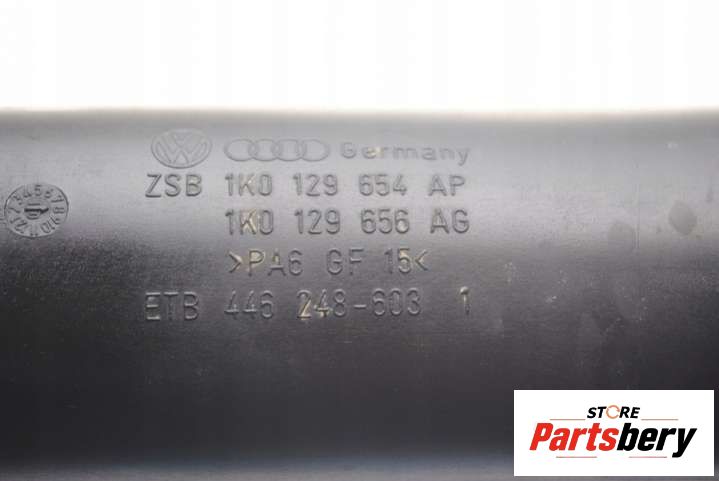 VW Germany
ZSB 1K0 129 654 AP
1K0 129 656 AG
>PA6 GF 15<
ETB 446 248-603 1
STORE
Partsbery